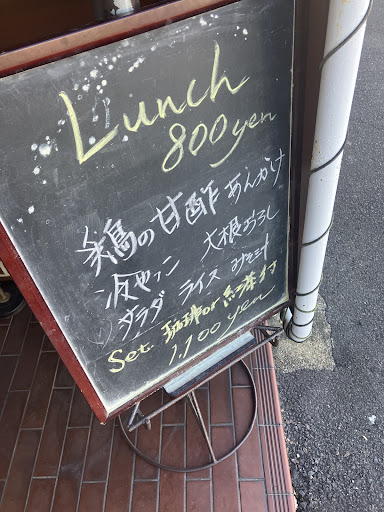 Lunch
800yen
鶏の甘酢あんかけ
冷やっこ 大根おろし
サラダ ライス みそ汁
Set 珈琲or紅茶付
1.100yen